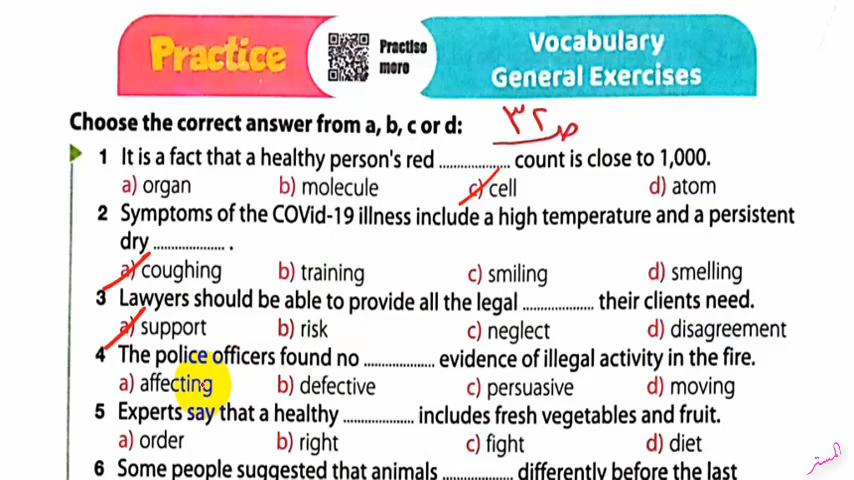 Practice
Practise
more
Vocabulary
General Exercises
Choose the correct answer from a, b, c or d:
ص ٣٢
1 It is a fact that a healthy person's red .................... count is close to 1,000.
a) organ b) molecule c) cell d) atom
2 Symptoms of the COVid-19 illness include a high temperature and a persistent
dry .................... .
a) coughing b) training c) smiling d) smelling
3 Lawyers should be able to provide all the legal .................... their clients need.
a) support b) risk c) neglect d) disagreement
4 The police officers found no .................... evidence of illegal activity in the fire.
a) affecting b) defective c) persuasive d) moving
5 Experts say that a healthy .................... includes fresh vegetables and fruit.
a) order b) right c) fight d) diet
6 Some people suggested that animals .................... differently before the last
المستر